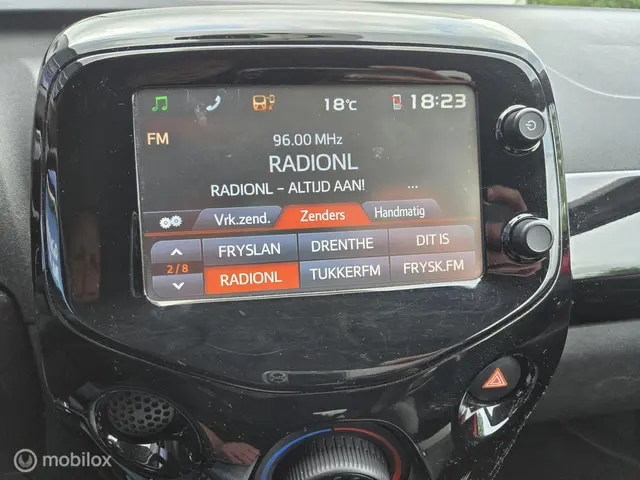 18°C 18:23
FM
96.00 MHz
RADIONL
RADIONL - ALTIJD AAN!
...
Vrk.zend. Zenders Handmatig
FRYSLAN DRENTHE DIT IS
2/8
RADIONL TUKKERFM FRYSK.FM
mobilox